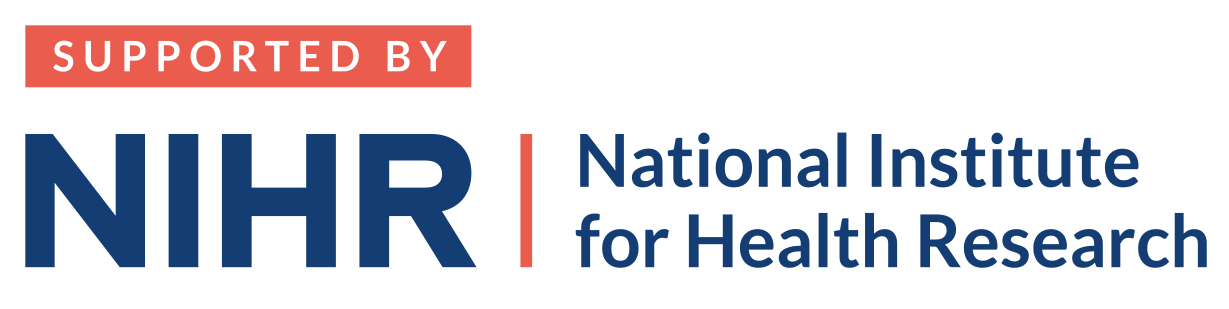 SUPPORTED BY
NIHR
National Institute
for Health Research